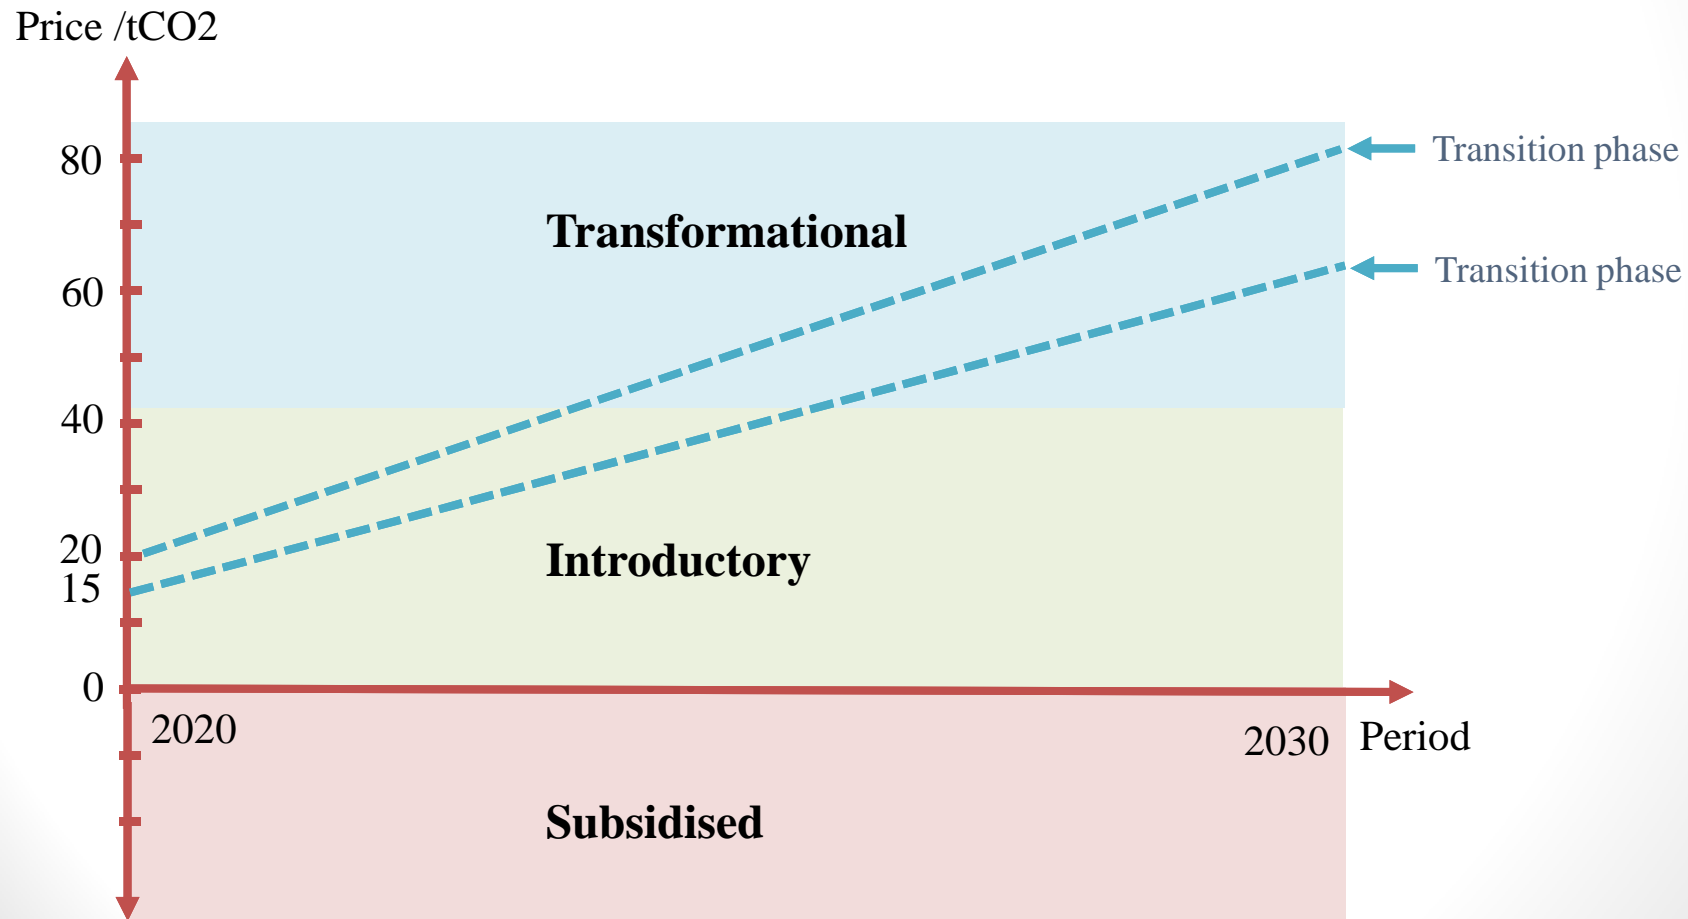 Price /tCO2
80
Transition phase
Transformational
Transition phase
60
40
20
Introductory
15
0
2020
2030
Period
Subsidised